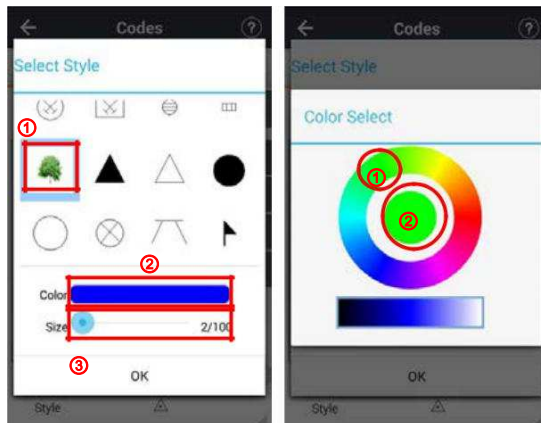 Codes ?
Select Style
①
②
Color
Size 2/100
③
OK
Style
Codes ?
Select Style
Color Select
①
②
OK
Style